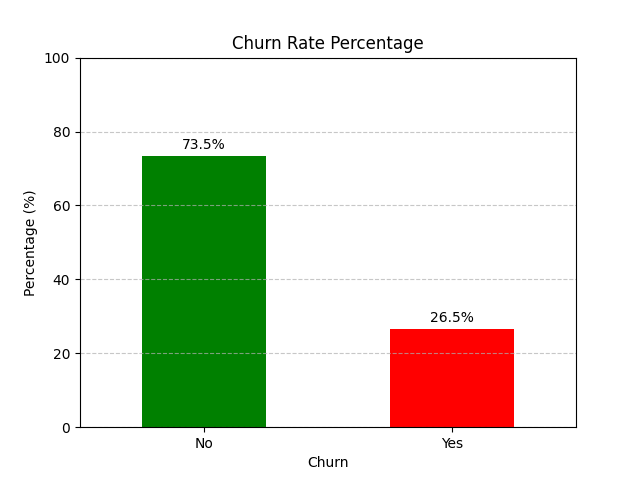 Churn Rate Percentage
100
80
60
40
20
0
Percentage (%)
73.5%
26.5%
No
Yes
Churn